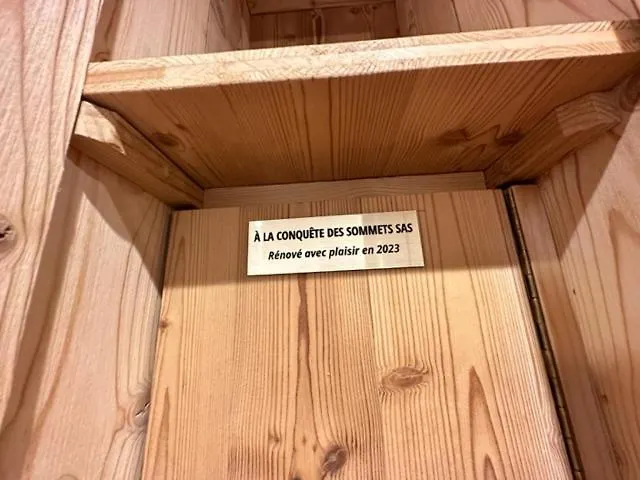 À LA CONQUÊTE DES SOMMETS SAS
Rénové avec plaisir en 2023